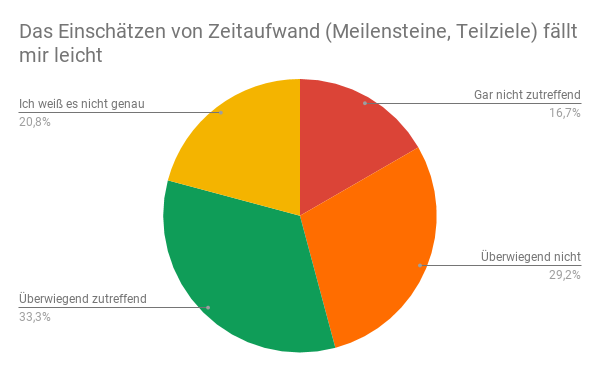 Das Einschätzen von Zeitaufwand (Meilensteine, Teilziele) fällt
mir leicht
Gar nicht zutreffend
16,7%
Ich weiß es nicht genau
20,8%
Überwiegend nicht
29,2%
Überwiegend zutreffend
33,3%